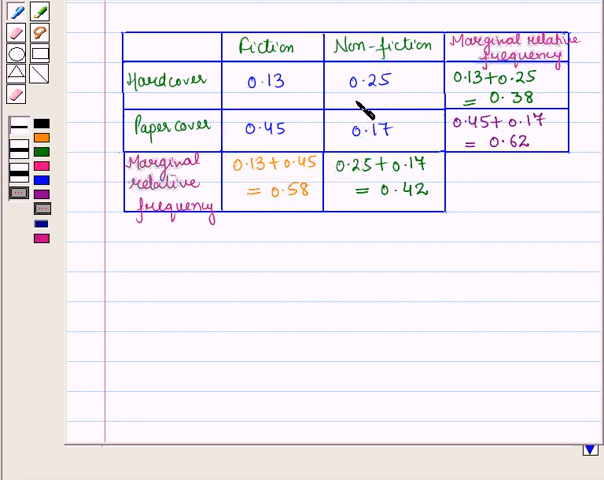 Fiction Non-fiction Marginal relative frequency
Hardcover 0.13 0.25 0.13+0.25 = 0.38
Papercover 0.45 0.17 0.45+0.17 = 0.62
Marginal relative frequency 0.13+0.45 = 0.58 0.25+0.17 = 0.42